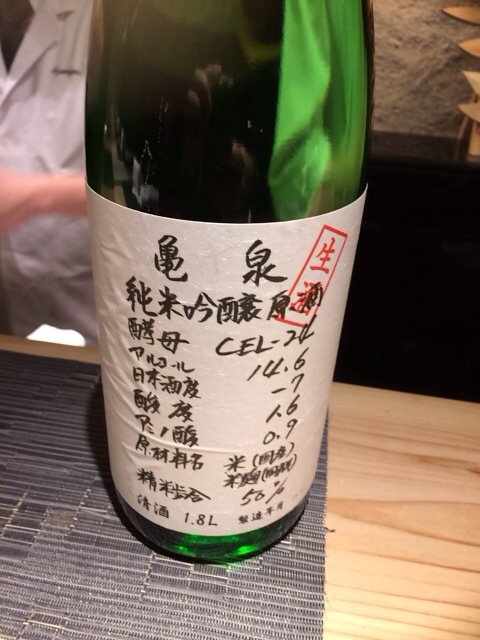 亀泉
生酒
純米吟醸原酒
酵母 CEL-24
アルコール 14.6
日本酒度 -7
酸度 1.6
アミノ酸 0.9
原材料名 米(国産)
米麹(国産米)
精米歩合 50%
清酒 1.8L 製造年月